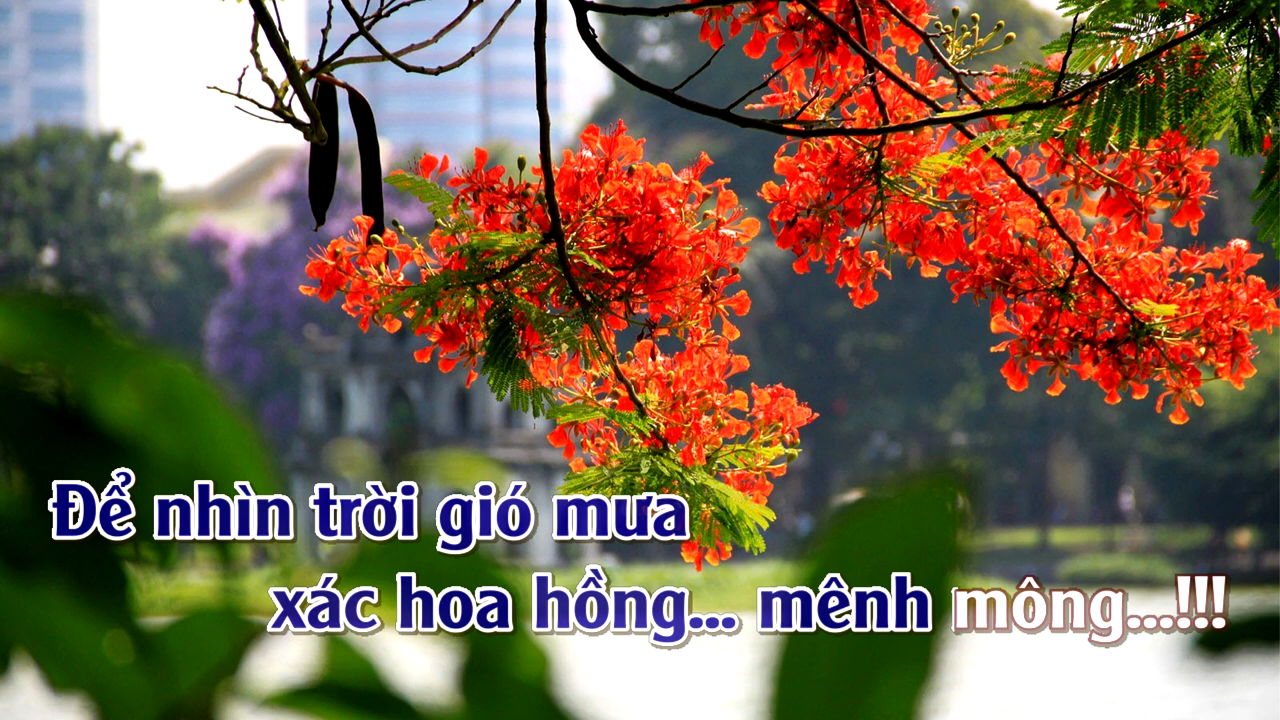 Để nhìn trời gió mưa
xác hoa hồng... mênh mông...!!!